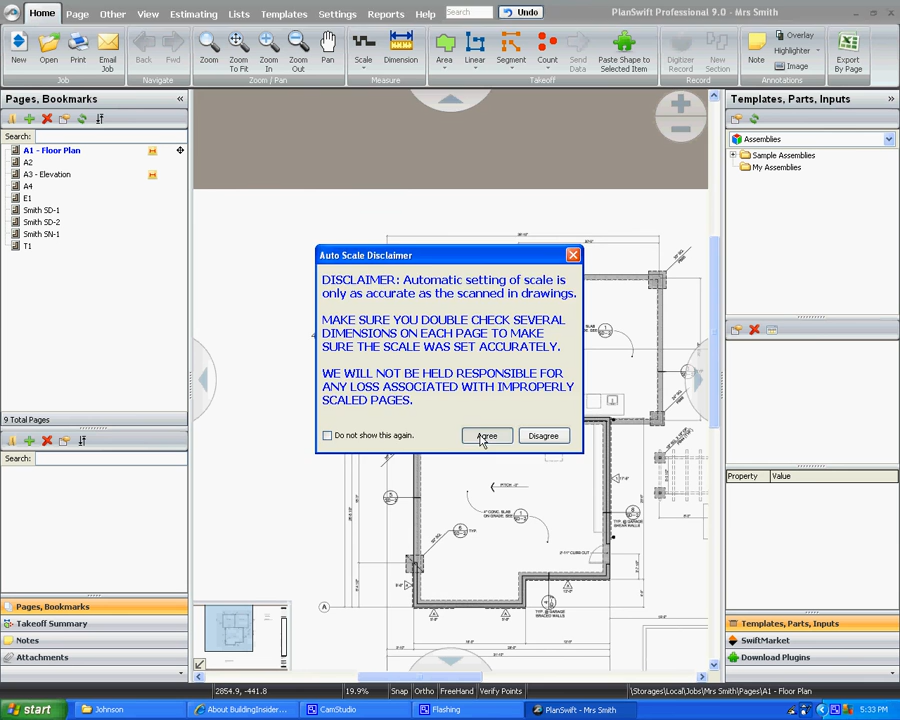 Home Page Other View Estimating Lists Templates Settings Reports Help Search Undo PlanSwift Professional 9.0 - Mrs Smith
New Open Print Email Job Back Fwd Zoom Zoom To Fit Zoom In Zoom Out Pan Scale Dimension Area Linear Segment Count Send Data Paste Shape to Selected Item Digitizer Record New Section Note Overlay Highlighter Image Export By Page
Job Navigate Zoom / Pan Measure Takeoff Record Annotations
Pages, Bookmarks «
Search:
A1 - Floor Plan
A2
A3 - Elevation
A4
E1
Smith SD-1
Smith SD-2
Smith SN-1
T1
9 Total Pages
Search:
Pages, Bookmarks
Takeoff Summary
Notes
Attachments
Auto Scale Disclaimer
DISCLAIMER: Automatic setting of scale is
only as accurate as the scanned in drawings.
MAKE SURE YOU DOUBLE CHECK SEVERAL
DIMENSIONS ON EACH PAGE TO MAKE
SURE THE SCALE WAS SET ACCURATELY.
WE WILL NOT BE HELD RESPONSIBLE FOR
ANY LOSS ASSOCIATED WITH IMPROPERLY
SCALED PAGES.
Do not show this again. Agree Disagree
A
Templates, Parts, Inputs »
Assemblies
Sample Assemblies
My Assemblies
Property Value
Templates, Parts, Inputs
SwiftMarket
Download Plugins
2854.9, -441.8 19.9% Snap Ortho FreeHand Verify Points \Storages\Local\Jobs\Mrs Smith\Pages\A1 - Floor Plan
start Johnson About BuildingInsider... CamStudio Flashing PlanSwift - Mrs Smith 5:33 PM